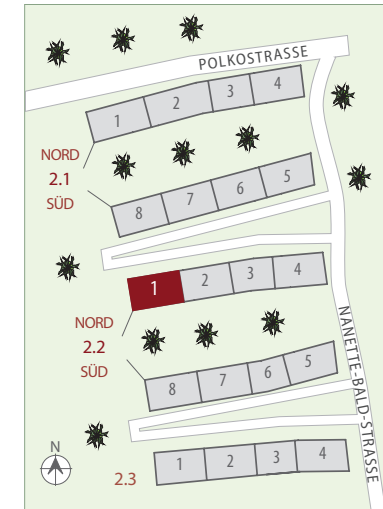 POLKOSTRASSE
1 2 3 4
NORD
2.1
SÜD
8 7 6 5
1 2 3 4
NORD
2.2
SÜD
8 7 6 5
NANETTE-BALD-STRASSE
N
2.3
1 2 3 4